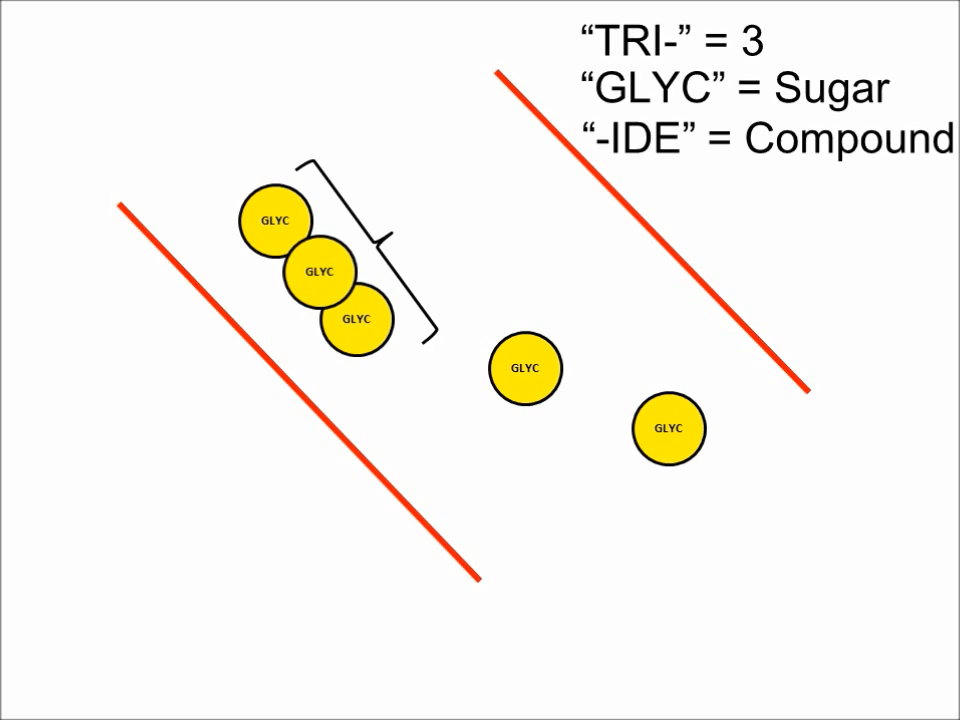 “TRI-” = 3
“GLYC” = Sugar
“-IDE” = Compound
GLYC
GLYC
GLYC
GLYC
GLYC